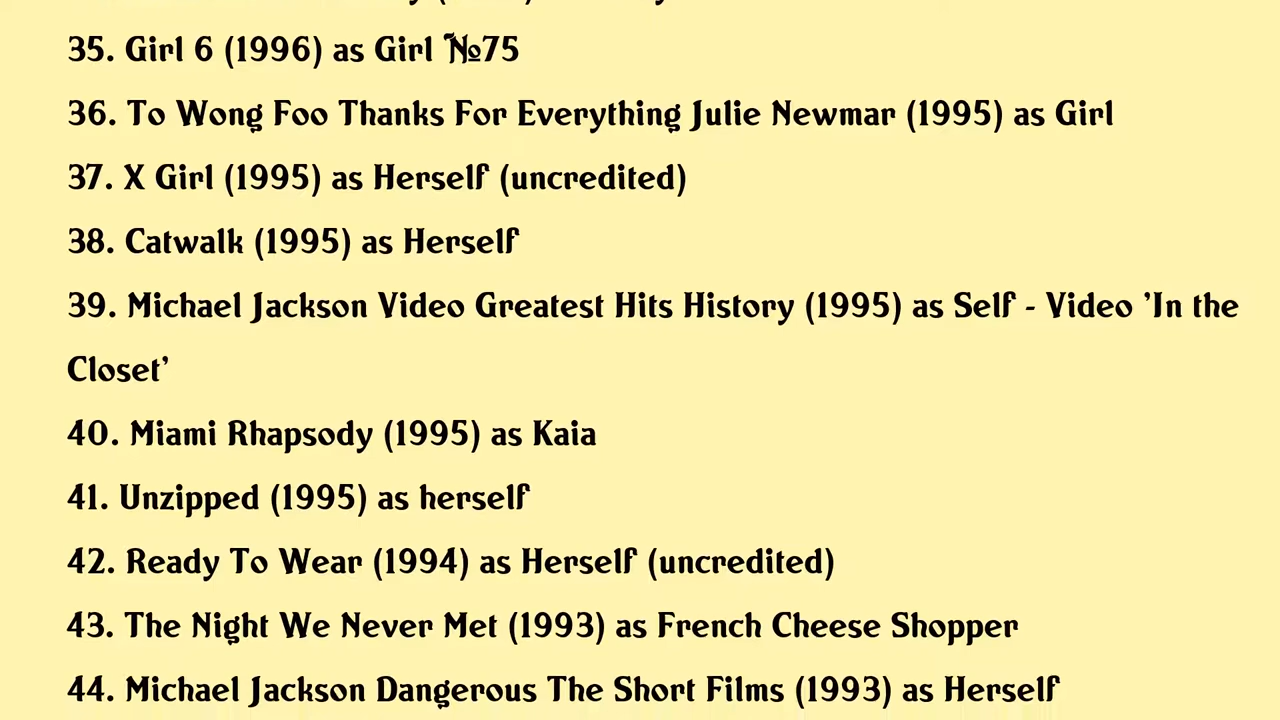 35. Girl 6 (1996) as Girl №75
36. To Wong Foo Thanks For Everything Julie Newmar (1995) as Girl
37. X Girl (1995) as Herself (uncredited)
38. Catwalk (1995) as Herself
39. Michael Jackson Video Greatest Hits History (1995) as Self - Video 'In the
Closet'
40. Miami Rhapsody (1995) as Kaia
41. Unzipped (1995) as herself
42. Ready To Wear (1994) as Herself (uncredited)
43. The Night We Never Met (1993) as French Cheese Shopper
44. Michael Jackson Dangerous The Short Films (1993) as Herself